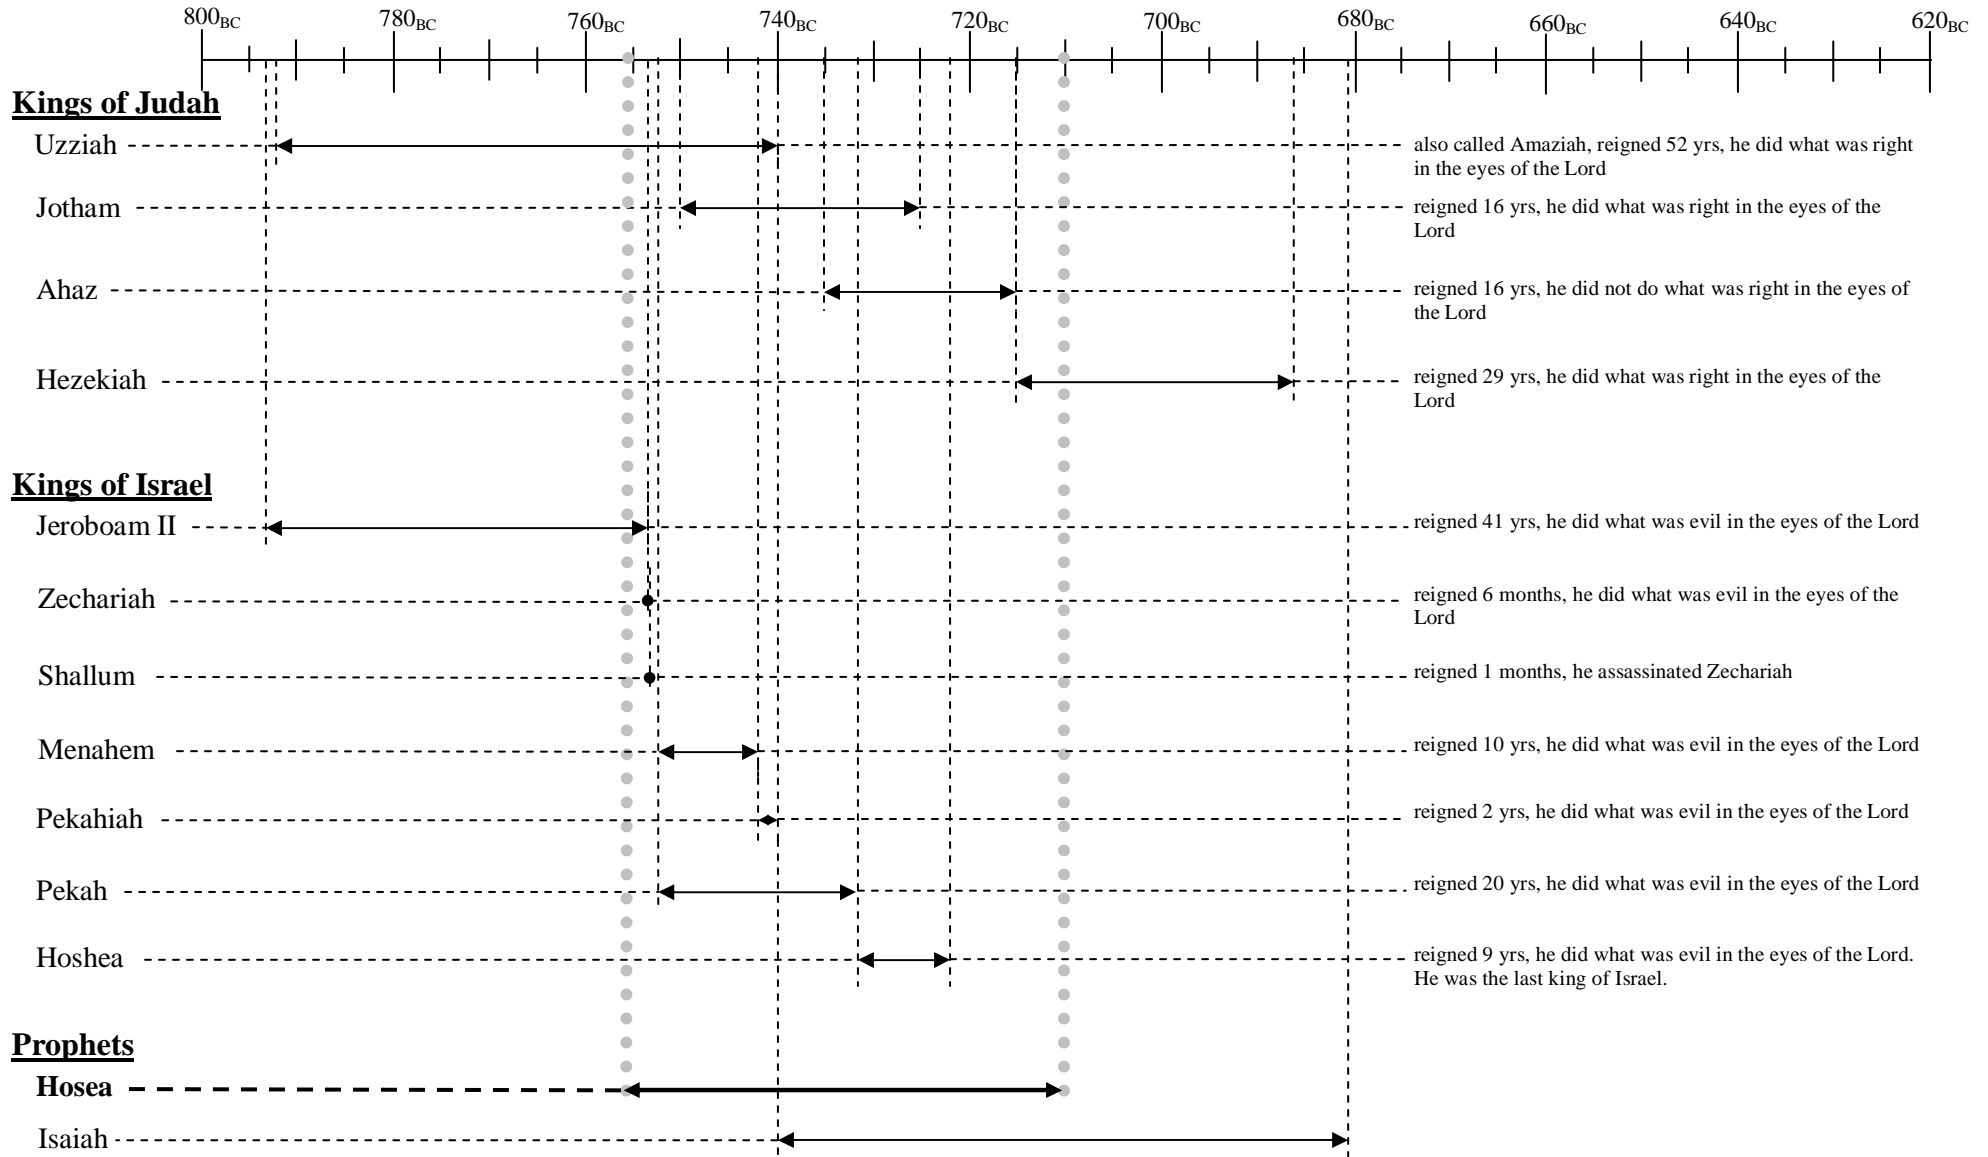 800BC 780BC 760BC 740BC 720BC 700BC 680BC 660BC 640BC 620BC
Kings of Judah
Uzziah also called Amaziah, reigned 52 yrs, he did what was right
in the eyes of the Lord
Jotham reigned 16 yrs, he did what was right in the eyes of the
Lord
Ahaz reigned 16 yrs, he did not do what was right in the eyes of
the Lord
Hezekiah reigned 29 yrs, he did what was right in the eyes of the
Lord
Kings of Israel
Jeroboam II reigned 41 yrs, he did what was evil in the eyes of the Lord
Zechariah reigned 6 months, he did what was evil in the eyes of the
Lord
Shallum reigned 1 months, he assassinated Zechariah
Menahem reigned 10 yrs, he did what was evil in the eyes of the Lord
Pekahiah reigned 2 yrs, he did what was evil in the eyes of the Lord
Pekah reigned 20 yrs, he did what was evil in the eyes of the Lord
Hoshea reigned 9 yrs, he did what was evil in the eyes of the Lord.
He was the last king of Israel.
Prophets
Hosea
Isaiah